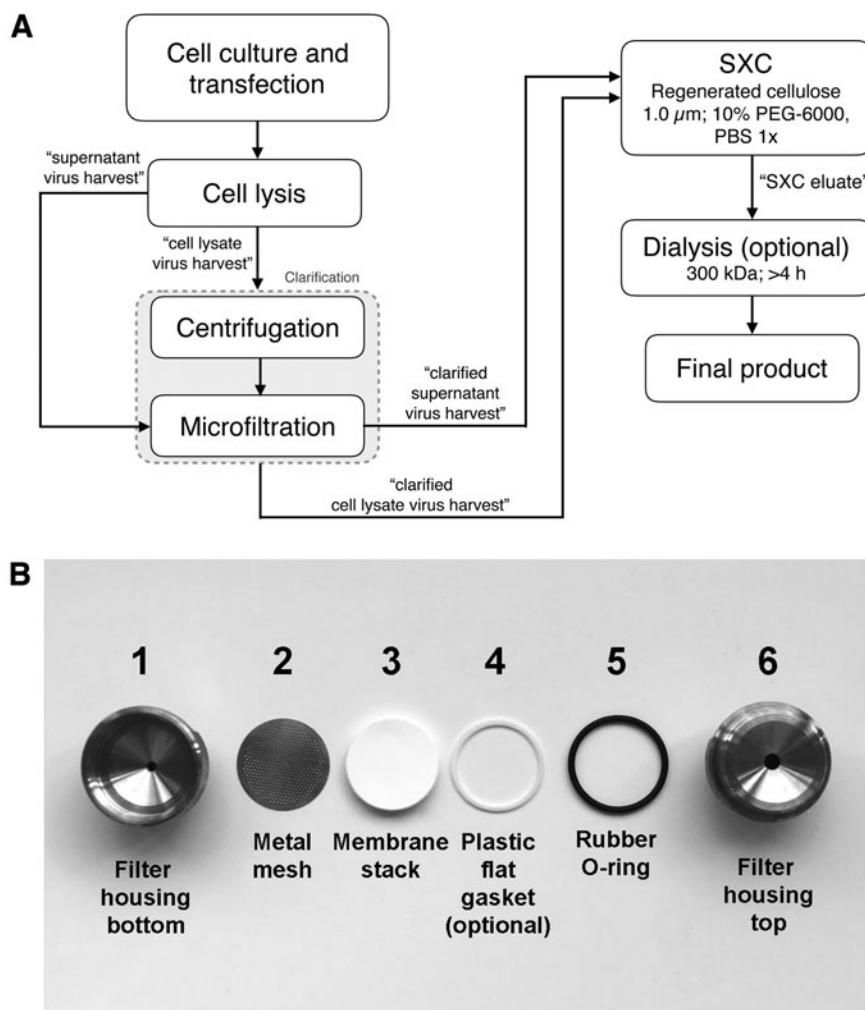 A
Cell culture and
transfection
“supernatant
virus harvest”
Cell lysis
“cell lysate
virus harvest”
Clarification
Centrifugation
Microfiltration
“clarified
supernatant
virus harvest”
“clarified
cell lysate virus harvest”
SXC
Regenerated cellulose
1.0 µm; 10% PEG-6000,
PBS 1x
“SXC eluate”
Dialysis (optional)
300 kDa; >4 h
Final product
B
1
2
3
4
5
6
Filter
housing
bottom
Metal
mesh
Membrane
stack
Plastic
flat
gasket
(optional)
Rubber
O-ring
Filter
housing
top